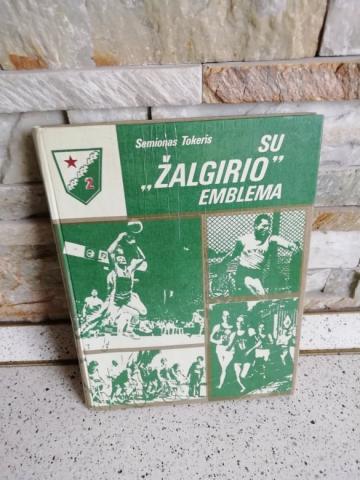 Semionas Tokeris
SU
„ŽALGIRIO”
EMBLEMA